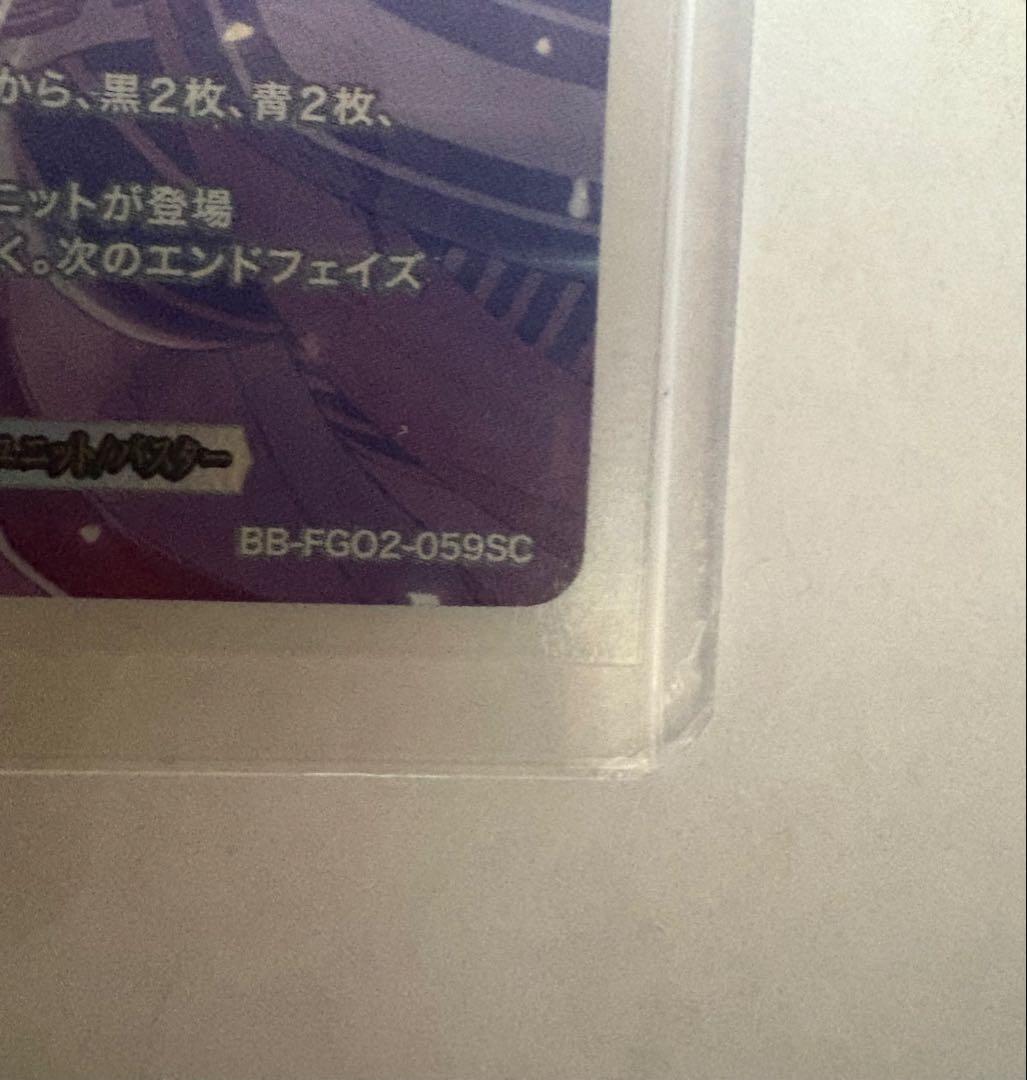 から、黒2枚、青2枚、
ニットが登場
く。次のエンドフェイズ
ユニット/バスター
BB-FGO2-059SC